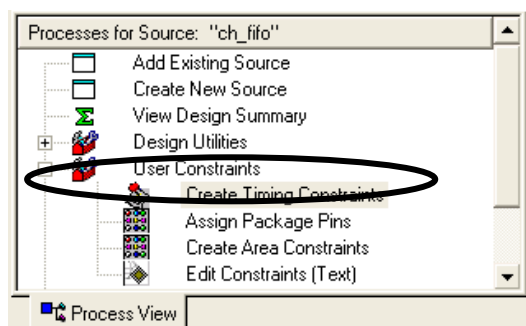 Processes for Source: "ch_fifo"
Add Existing Source
Create New Source
View Design Summary
Design Utilities
User Constraints
Create Timing Constraints
Assign Package Pins
Create Area Constraints
Edit Constraints (Text)
Process View